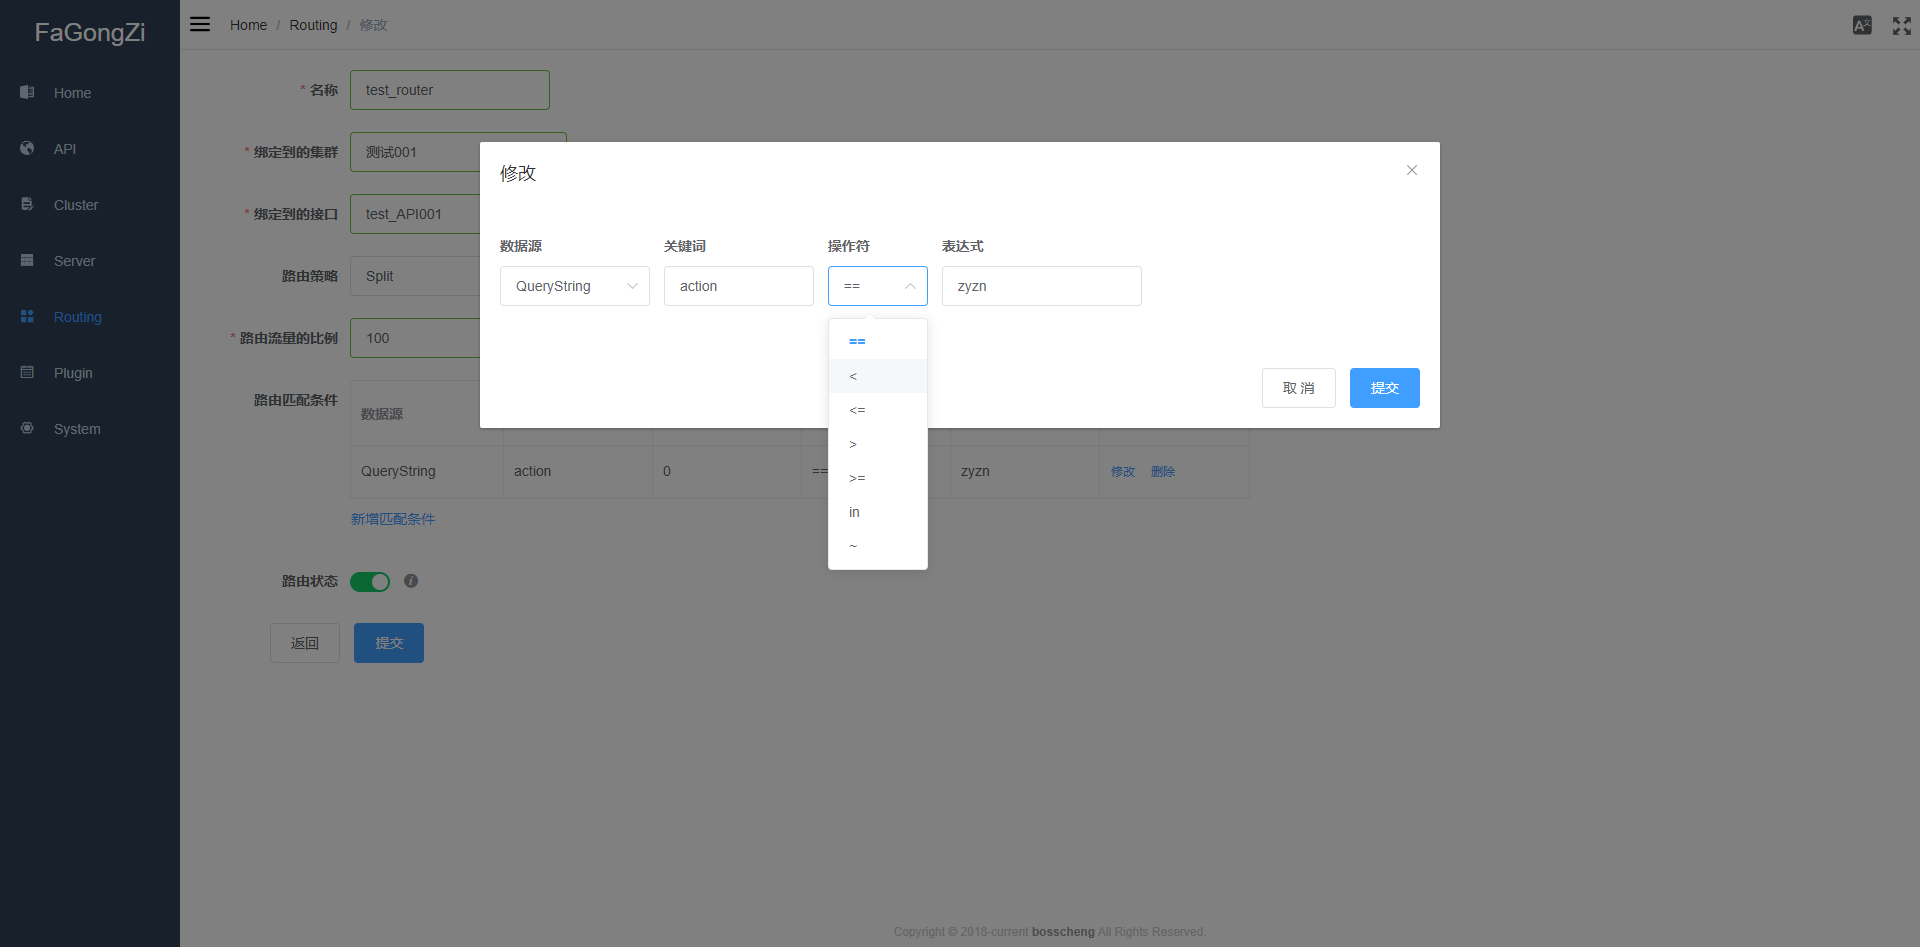 FaGongZi
Home
API
Cluster
Server
Routing
Plugin
System
Home / Routing / 修改
* 名称 test_router
* 绑定到的集群 测试001
* 绑定到的接口 test_API001
路由策略 Split
* 路由流量的比例 100
路由匹配条件
数据源
QueryString action 0 == zyzn 修改 删除
新增匹配条件
路由状态
返回 提交
修改
数据源 关键词 操作符 表达式
QueryString action == zyzn
==
<
<=
>
>=
in
~
取 消 提交
Copyright © 2018-current bosscheng All Rights Reserved.